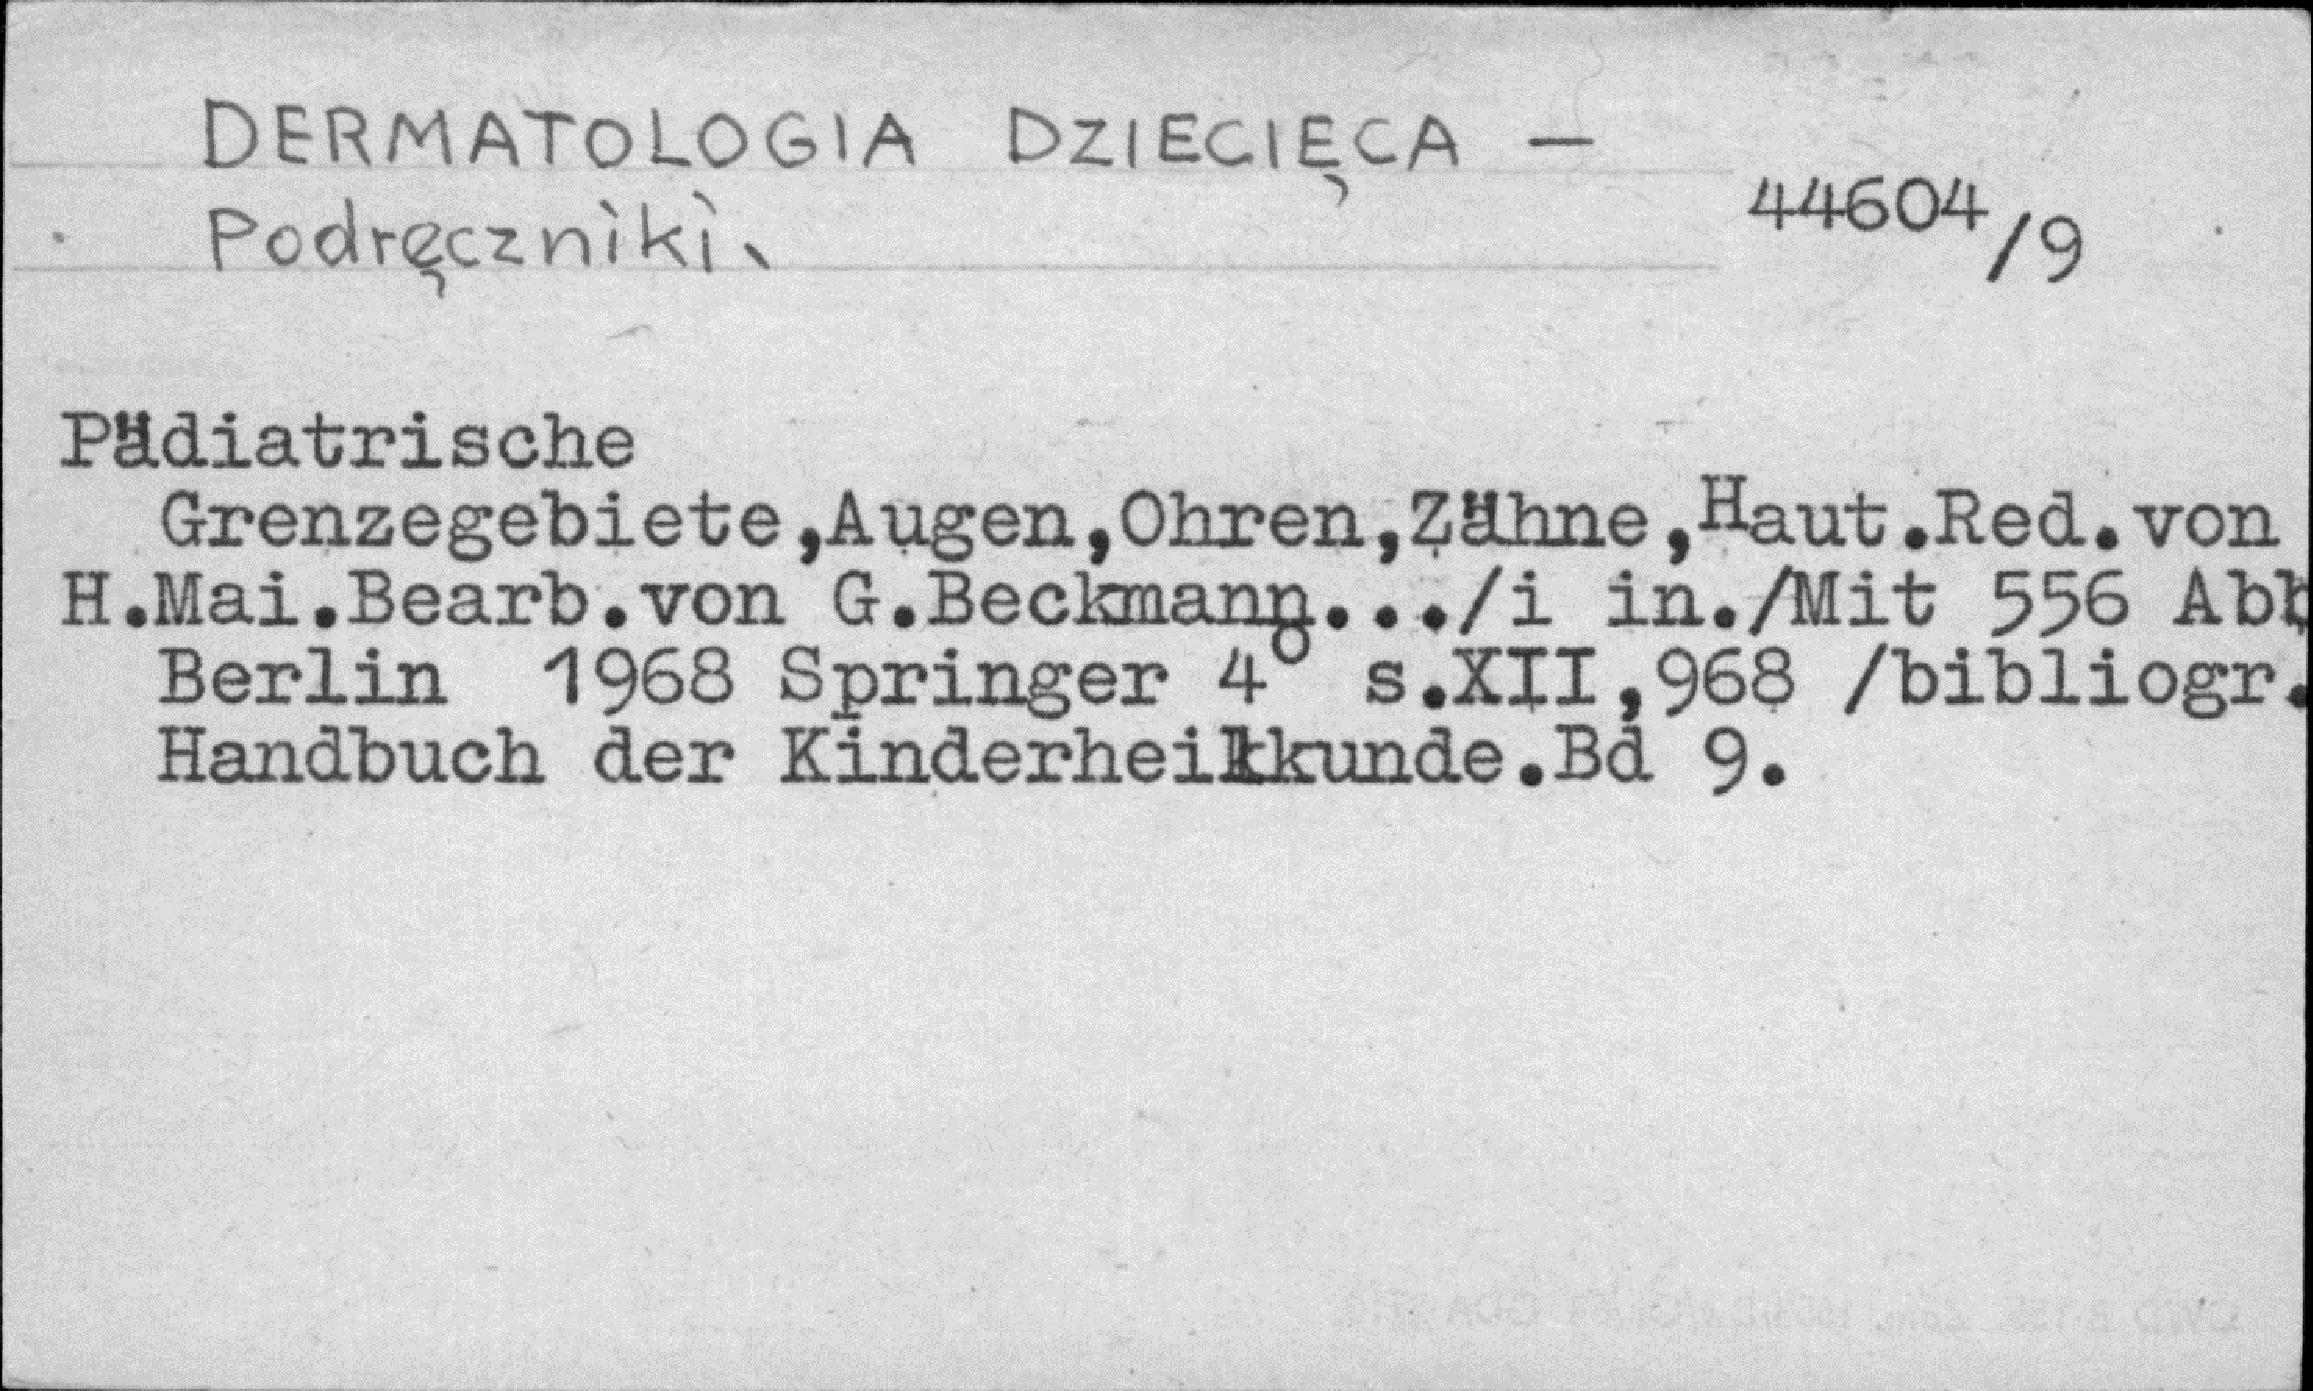 DERMATOLOGIA DZIECIĘCA —
Podręczniki.
44604/9
Pädiatrische
Grenzegebiete,Augen,Ohren,Zähne,Haut.Red.von
H.Mai.Bearb.von G.Beckmann.../i in./Mit 556 Abb
Berlin 1968 Springer 4° s.XII,968 /bibliogr.
Handbuch der Kinderheilkunde.Bd 9.